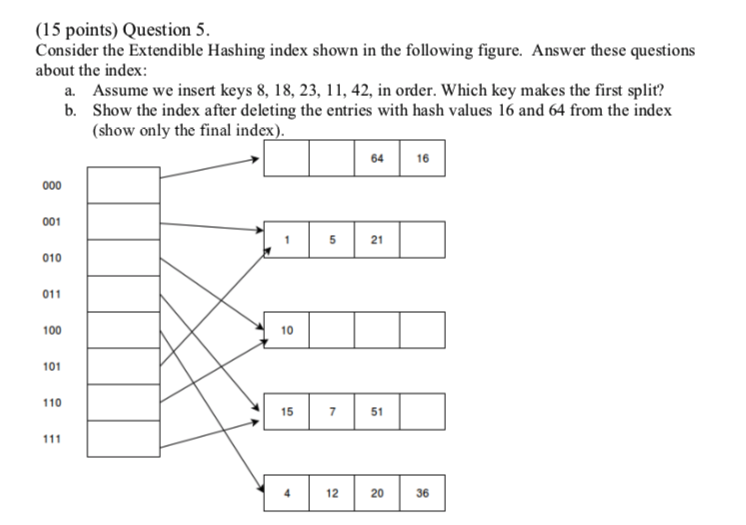 (15 points) Question 5.
Consider the Extendible Hashing index shown in the following figure. Answer these questions
about the index:
a. Assume we insert keys 8, 18, 23, 11, 42, in order. Which key makes the first split?
b. Show the index after deleting the entries with hash values 16 and 64 from the index
(show only the final index).
64 16
000
001
1 5 21
010
011
100
10
101
110
15 7 51
111
4 12 20 36